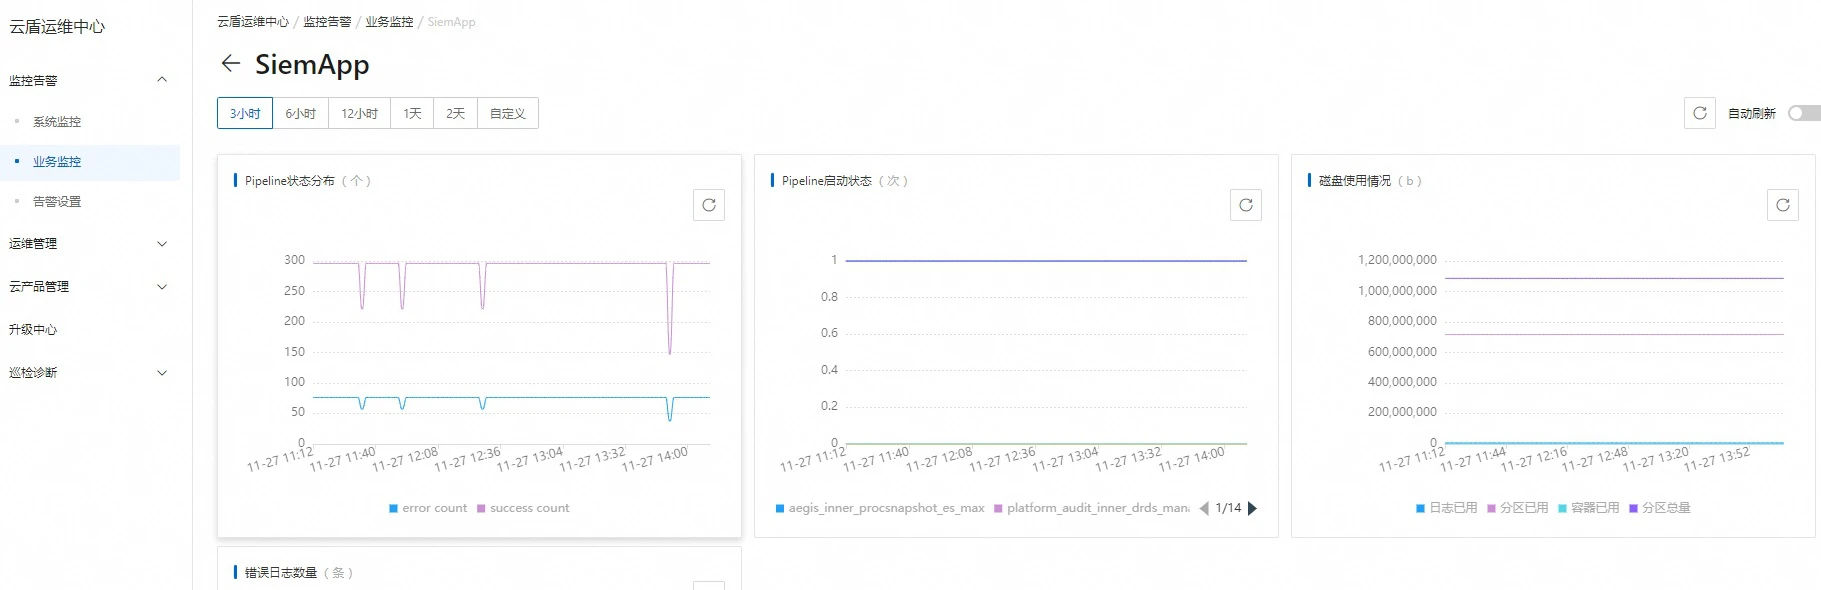 云盾运维中心
监控告警
系统监控
业务监控
告警设置
运维管理
云产品管理
升级中心
巡检诊断
云盾运维中心 / 监控告警 / 业务监控 / SiemApp
← SiemApp
3小时 6小时 12小时 1天 2天 自定义
自动刷新
Pipeline状态分布 ( 个 )
300
250
200
150
100
50
0
11-27 11:12 11-27 11:40 11-27 12:08 11-27 12:36 11-27 13:04 11-27 13:32 11-27 14:00
error count success count
Pipeline启动状态 ( 次 )
1
0.8
0.6
0.4
0.2
0
11-27 11:12 11-27 11:40 11-27 12:08 11-27 12:36 11-27 13:04 11-27 13:32 11-27 14:00
aegis_inner_procsnapshot_es_max platform_audit_inner_drds_man 1/14
磁盘使用情况 ( b )
1,200,000,000
1,000,000,000
800,000,000
600,000,000
400,000,000
200,000,000
0
11-27 11:12 11-27 11:44 11-27 12:16 11-27 12:48 11-27 13:20 11-27 13:52
日志已用 分区已用 容器已用 分区总量
错误日志数量 ( 条 )